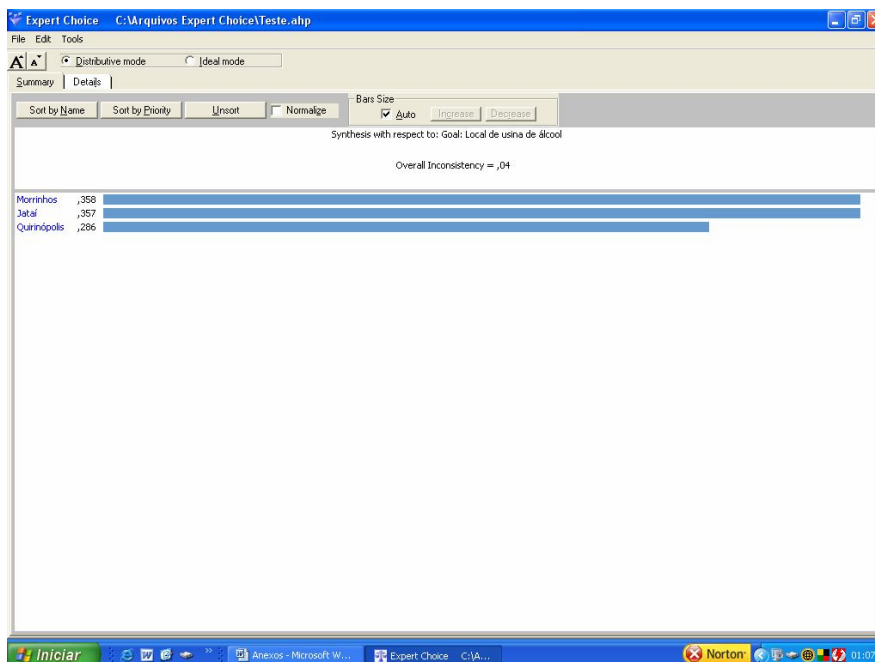 Expert Choice C:\Arquivos Expert Choice\Teste.ahp
File Edit Tools
A A Distributive mode Ideal mode
Summary Details
Sort by Name Sort by Priority Unsort Normalize
Bars Size
Auto Increase Decrease
Synthesis with respect to: Goal: Local de usina de álcool
Overall Inconsistency = ,04
Morrinhos ,358
Jataí ,357
Quirinópolis ,286
Iniciar W » Anexos - Microsoft W... Expert Choice C:\A... Norton 01:07